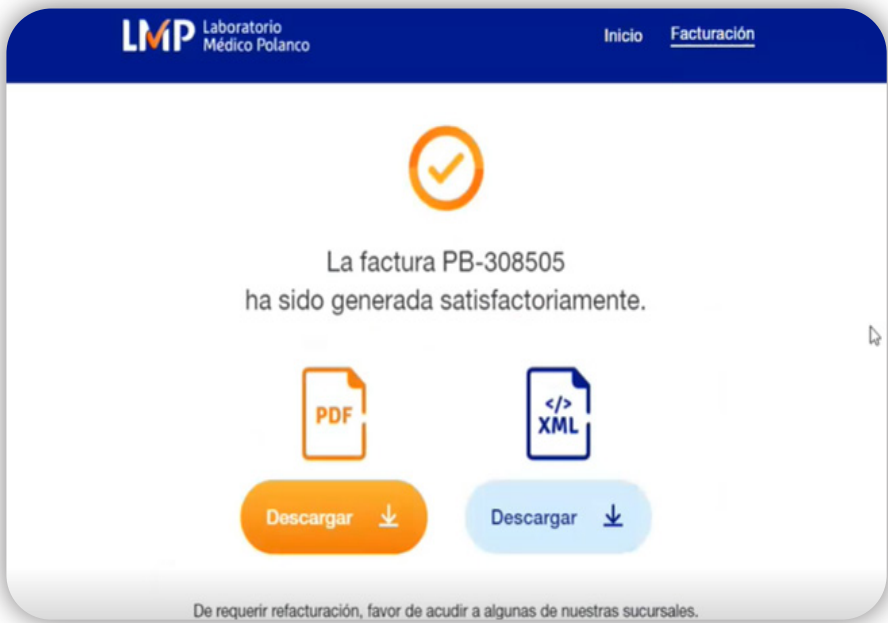 LMP Laboratorio
Médico Polanco
Inicio Facturación
La factura PB-308505
ha sido generada satisfactoriamente.
PDF
</>
XML
Descargar
Descargar
De requerir refacturación, favor de acudir a algunas de nuestras sucursales.